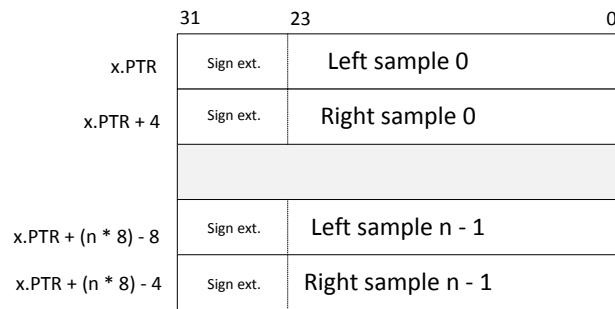 31 23 0
x.PTR Sign ext. Left sample 0
x.PTR + 4 Sign ext. Right sample 0
x.PTR + (n * 8) - 8 Sign ext. Left sample n - 1
x.PTR + (n * 8) - 4 Sign ext. Right sample n - 1